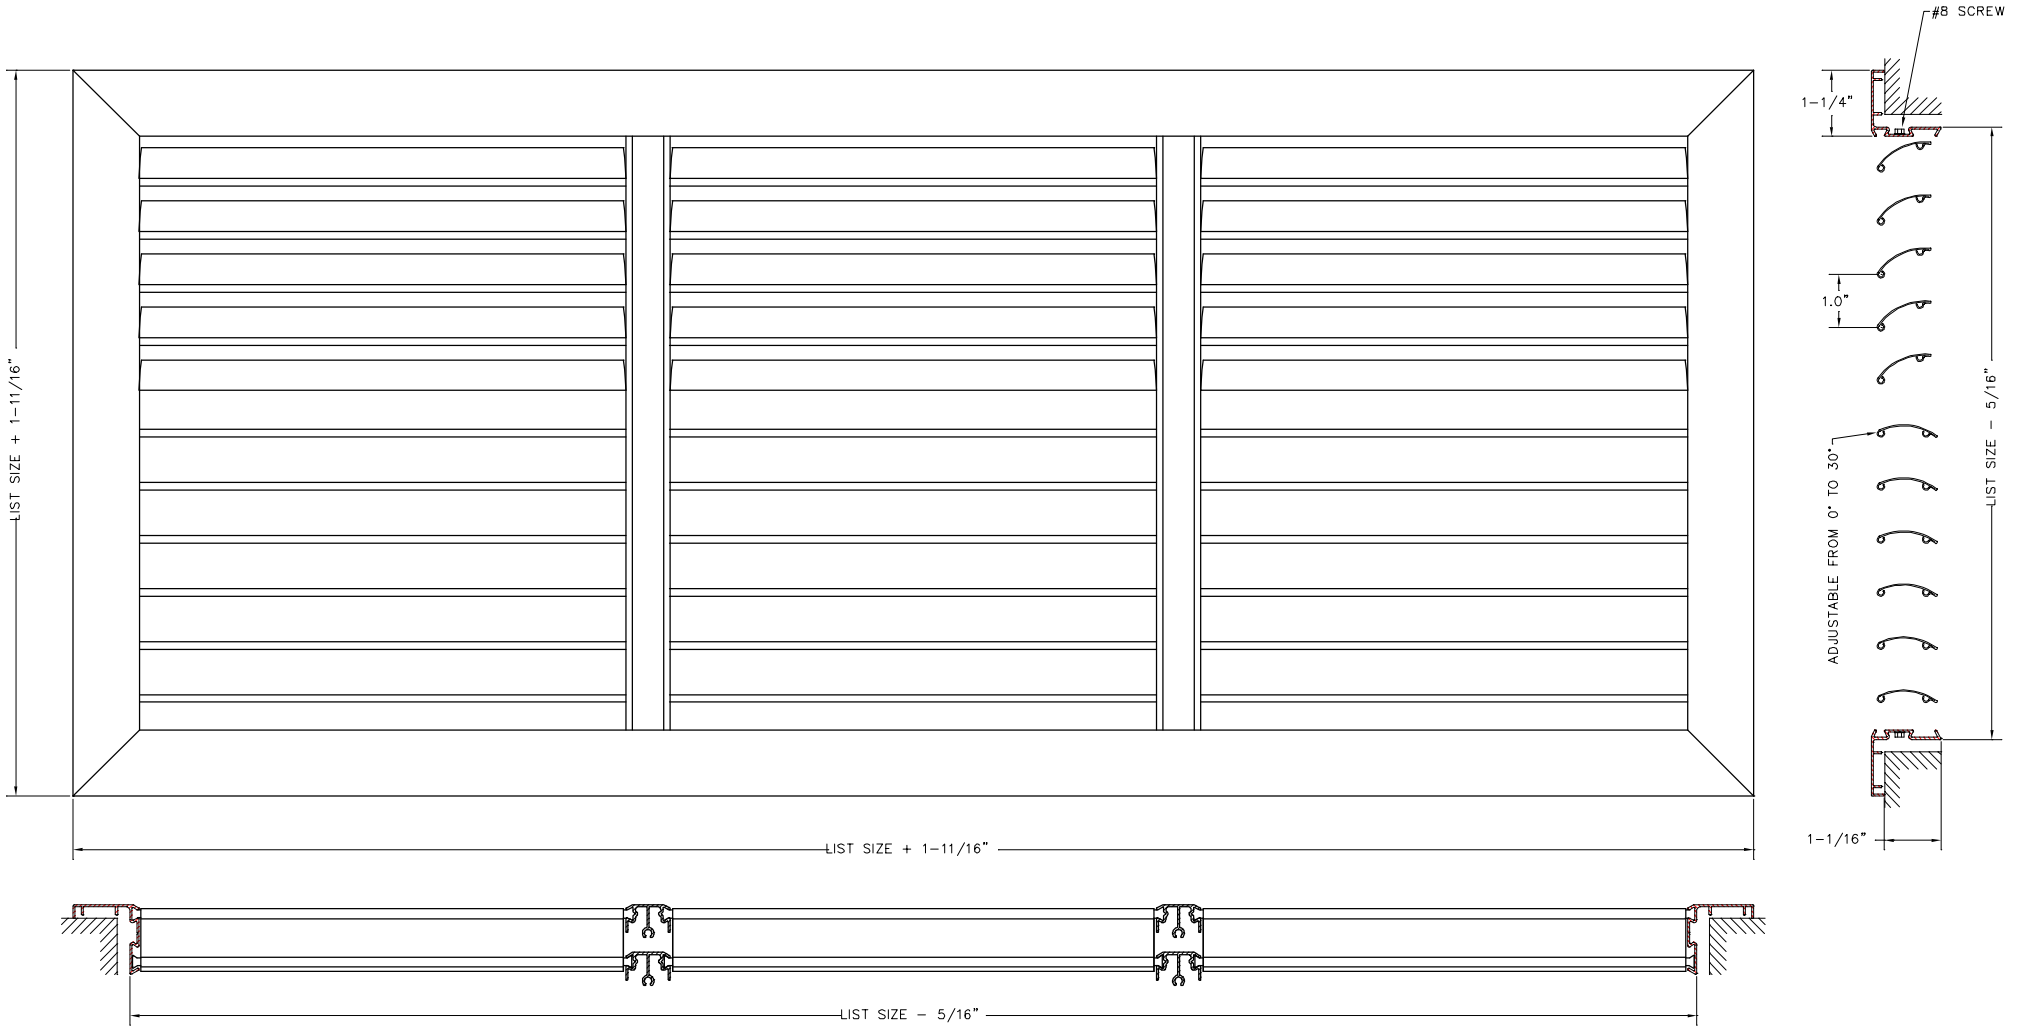 #8 SCREW
1-1/4"
LIST SIZE + 1-11/16"
1.0"
LIST SIZE - 5/16"
ADJUSTABLE FROM 0° TO 30°
1-1/16"
LIST SIZE + 1-11/16"
LIST SIZE - 5/16"